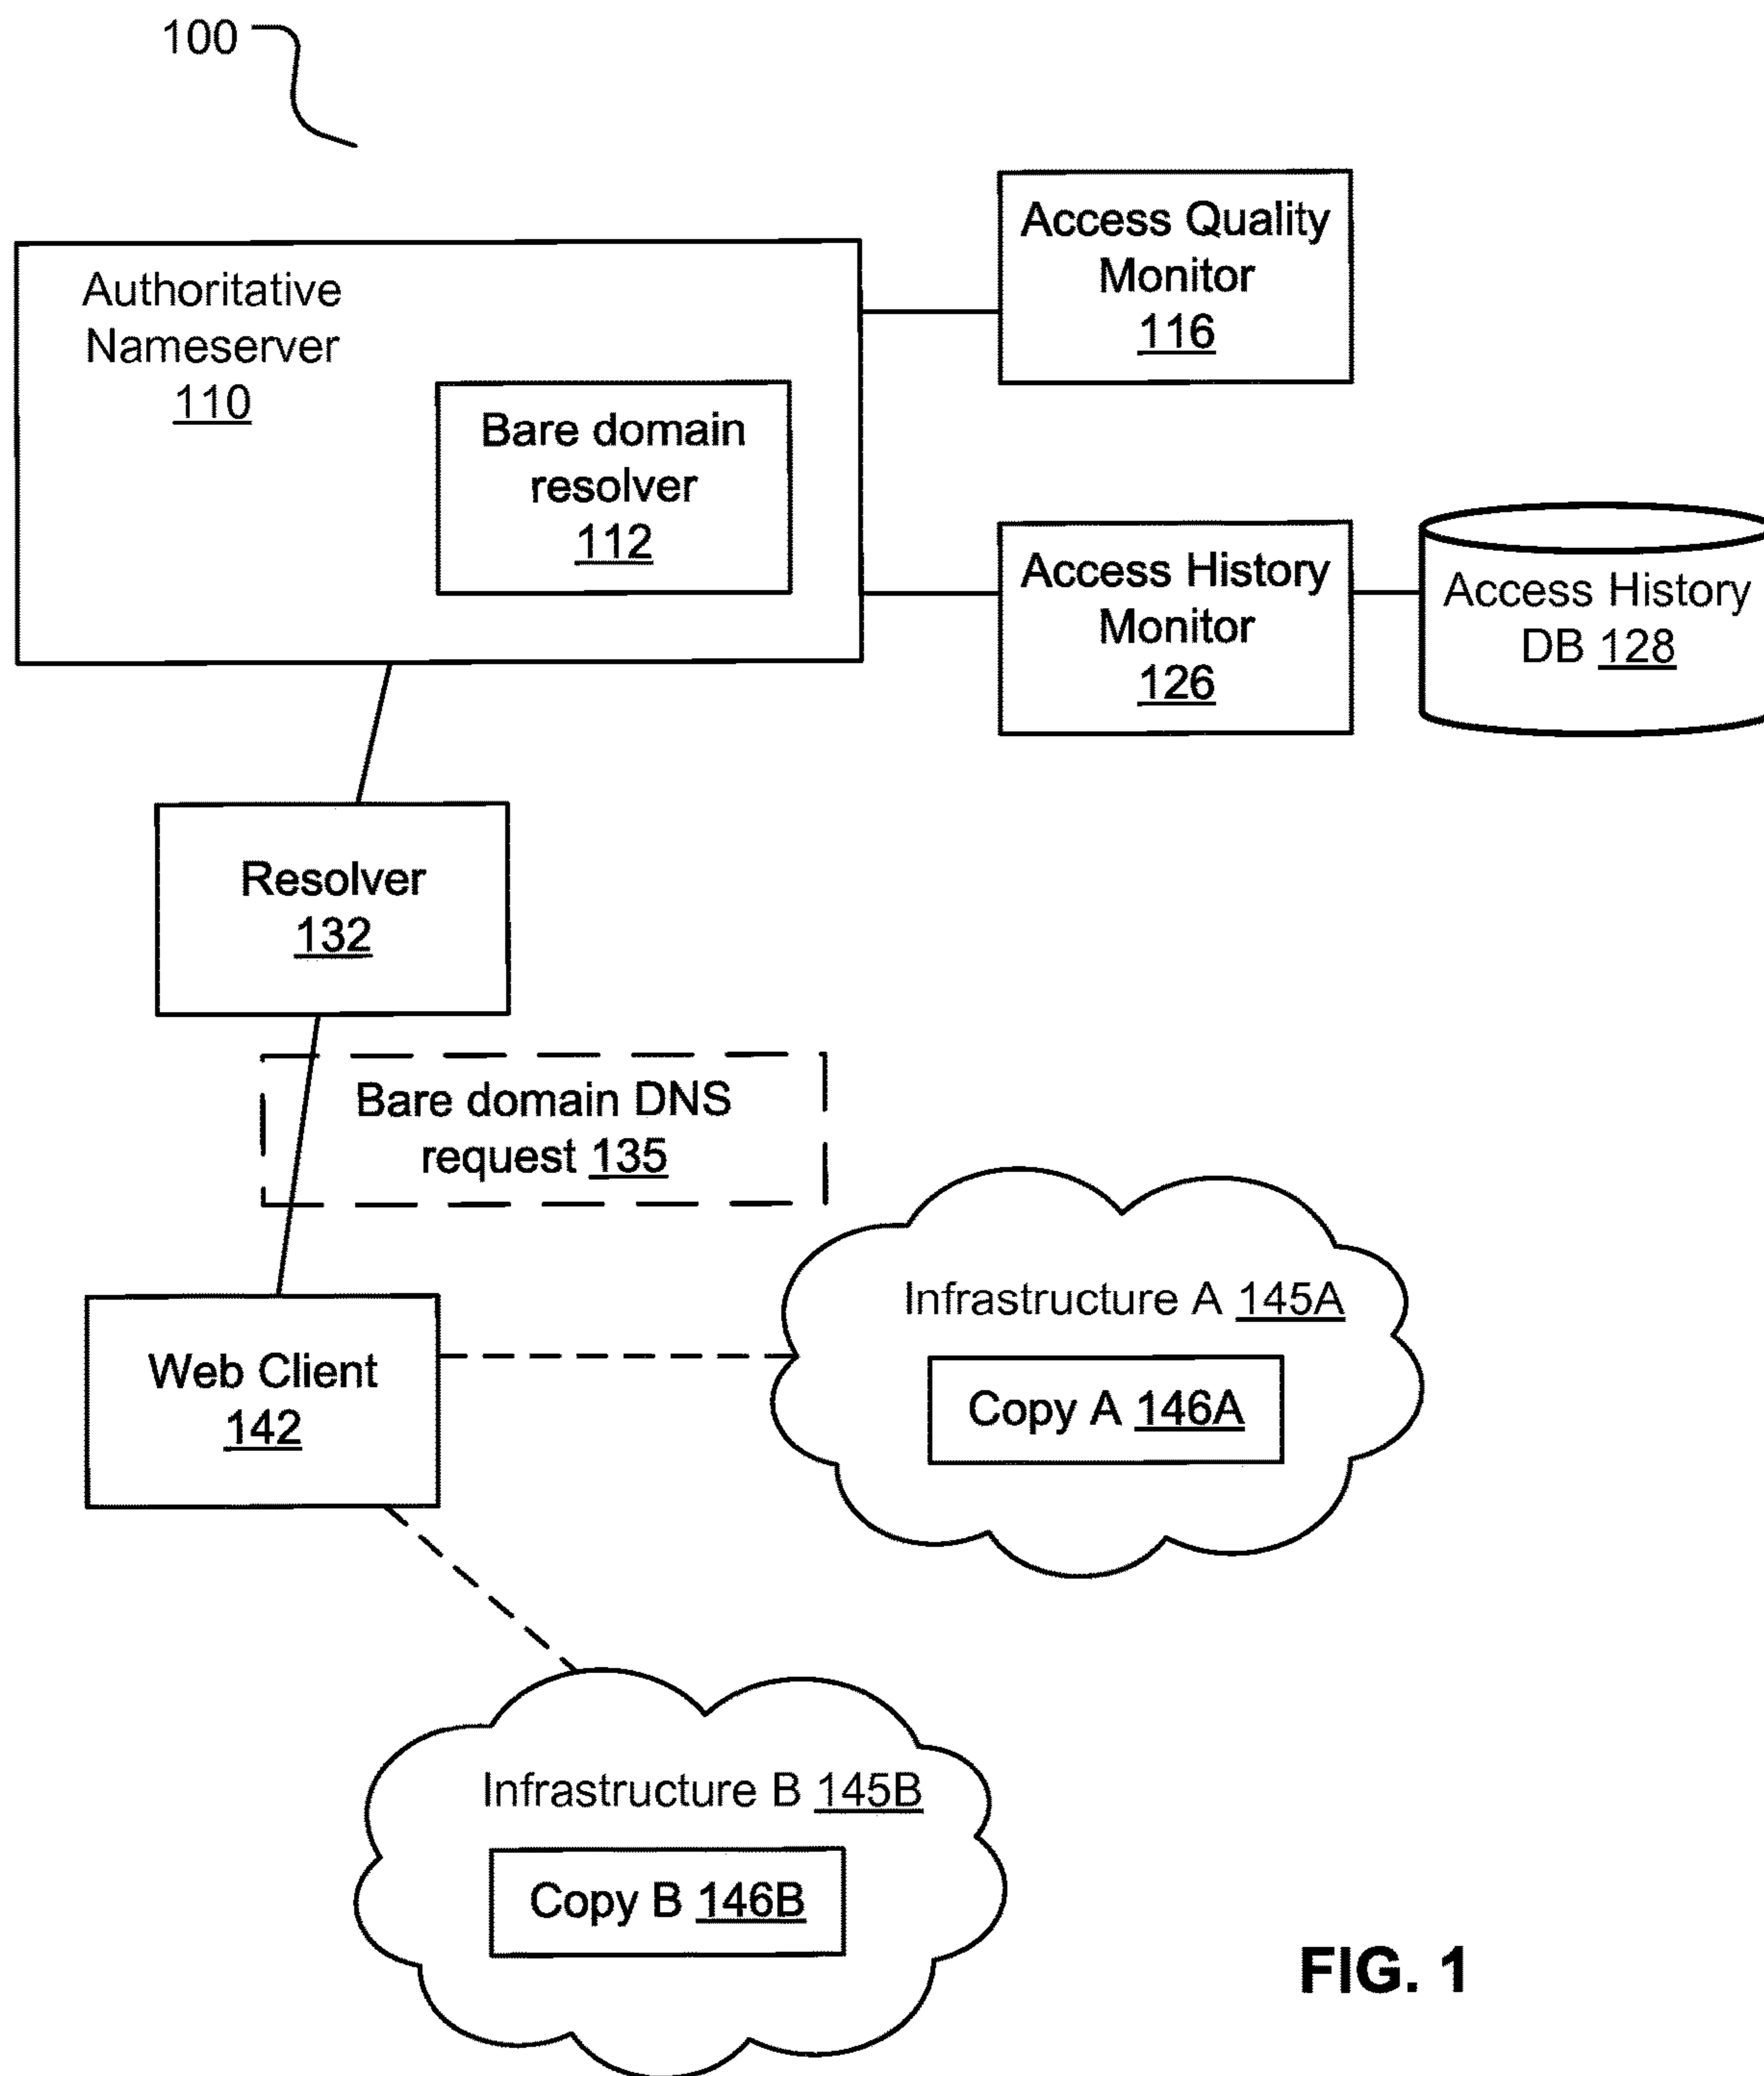 100
Access Quality
Monitor
116
Authoritative
Nameserver
110
Bare domain
resolver
112
Access History
Monitor
126
Access History
DB 128
Resolver
132
Bare domain DNS
request 135
Infrastructure A 145A
Copy A 146A
Web Client
142
Infrastructure B 145B
Copy B 146B
FIG. 1